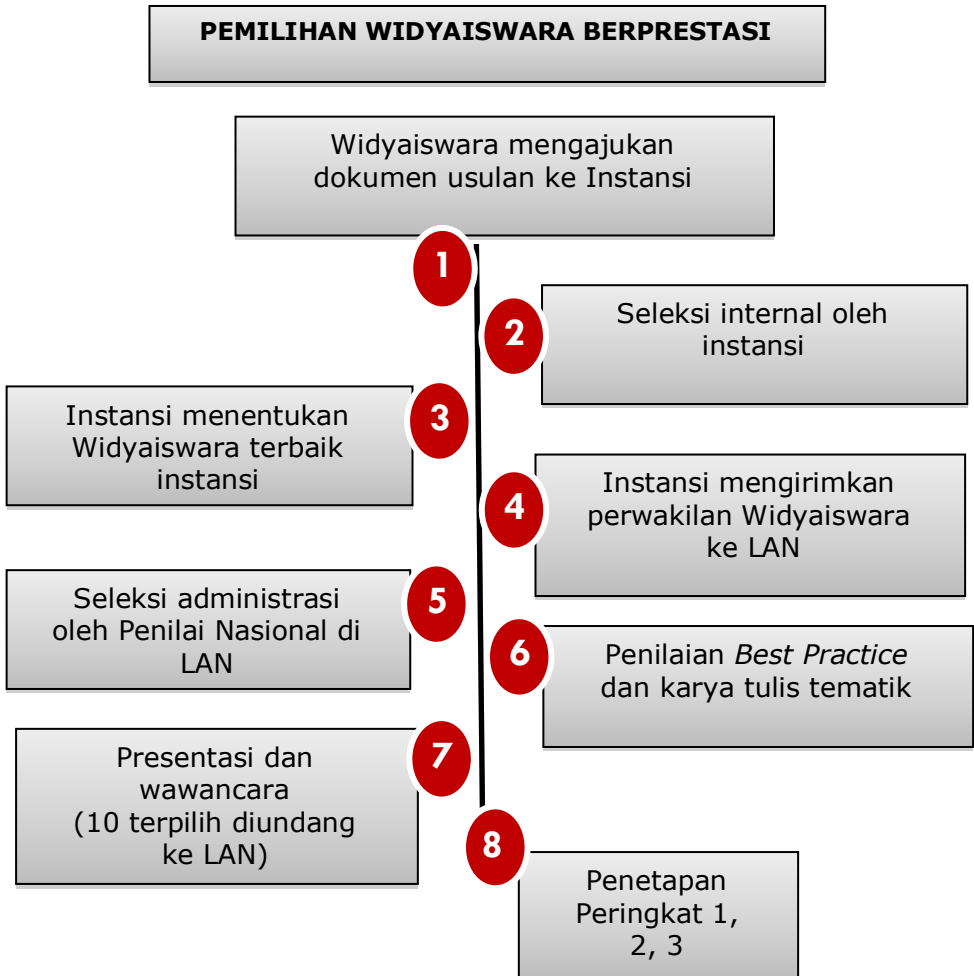 PEMILIHAN WIDYAISWARA BERPRESTASI
Widyaiswara mengajukan
dokumen usulan ke Instansi
1
2
Seleksi internal oleh
instansi
3
Instansi menentukan
Widyaiswara terbaik
instansi
4
Instansi mengirimkan
perwakilan Widyaiswara
ke LAN
5
Seleksi administrasi
oleh Penilai Nasional di
LAN
6
Penilaian Best Practice
dan karya tulis tematik
7
Presentasi dan
wawancara
(10 terpilih diundang
ke LAN)
8
Penetapan
Peringkat 1,
2, 3